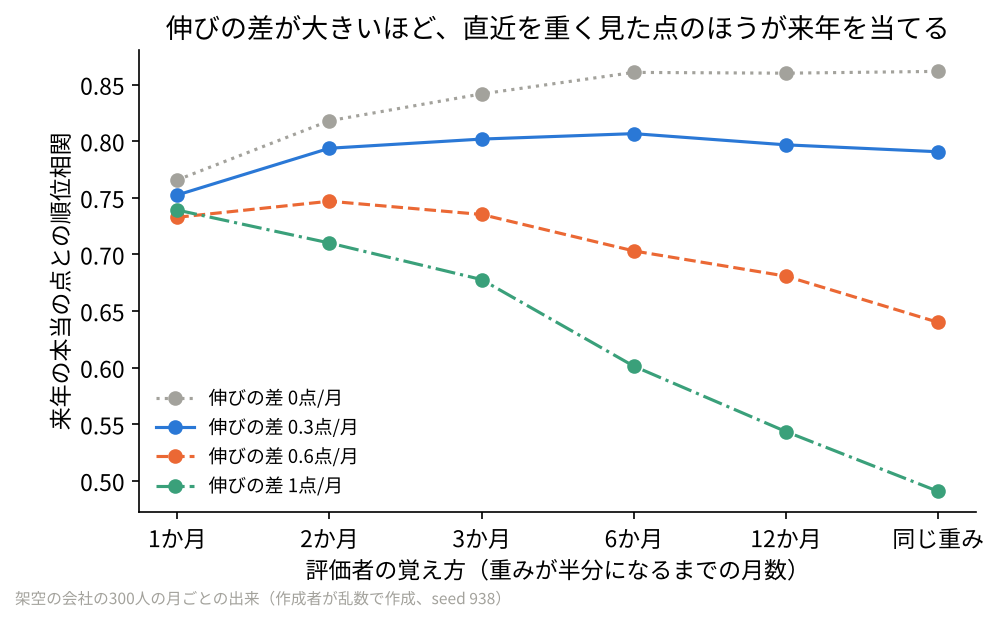 伸びの差が大きいほど、直近を重く見た点のほうが来年を当てる
来年の本当の点との順位相関
0.85
0.80
0.75
0.70
0.65
0.60
0.55
0.50
伸びの差 0点/月
伸びの差 0.3点/月
伸びの差 0.6点/月
伸びの差 1点/月
1か月 2か月 3か月 6か月 12か月 同じ重み
評価者の覚え方（重みが半分になるまでの月数）
架空の会社の300人の月ごとの出来（作成者が乱数で作成、seed 938）